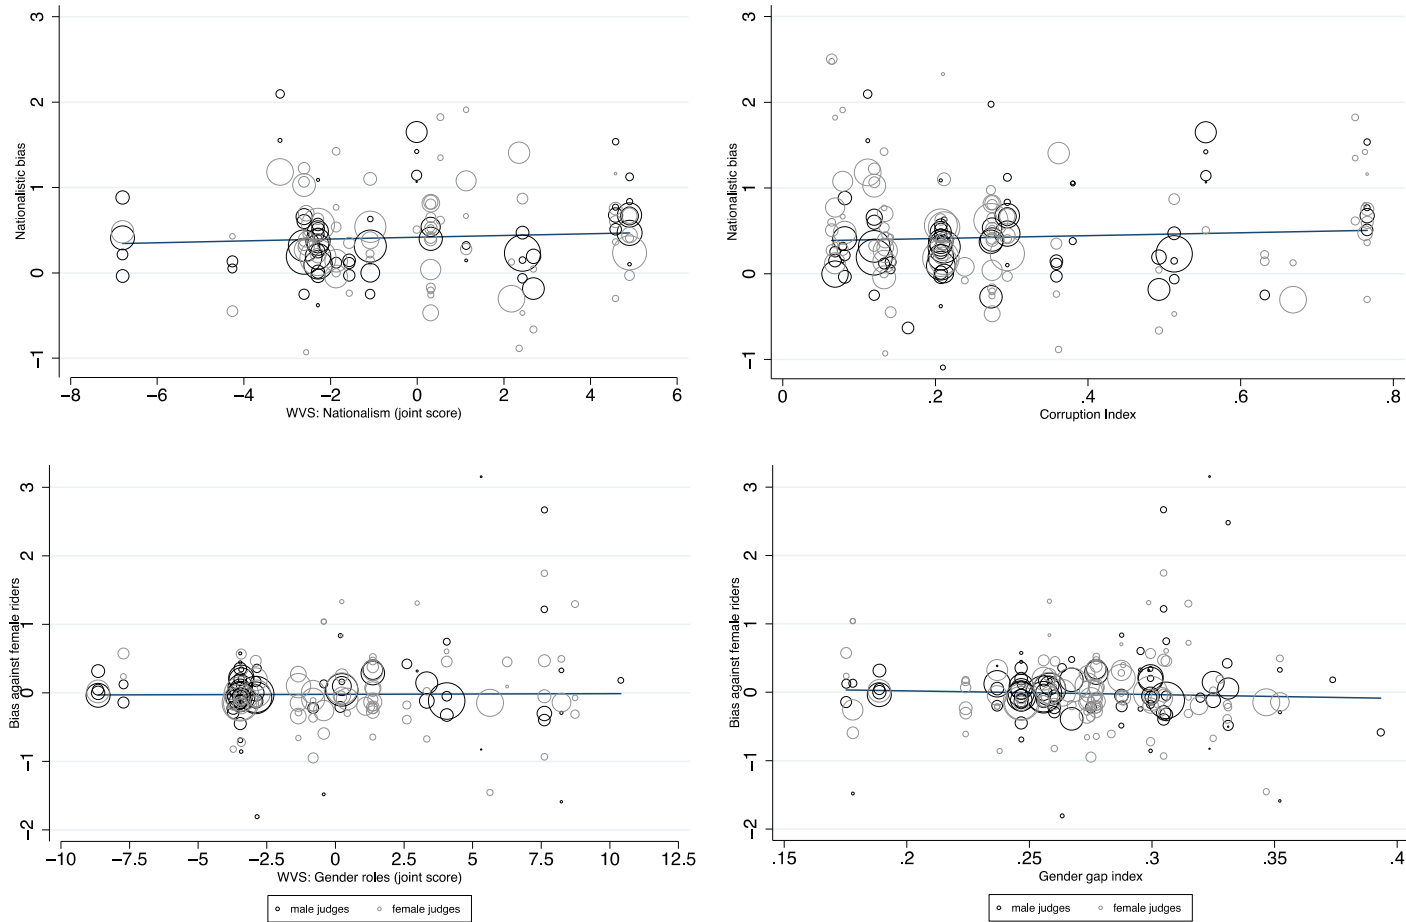 3
2
1
0
−1
Nationalistic bias
−8 −6 −4 −2 0 2 4 6
WVS: Nationalism (joint score)
3
2
1
0
−1
Nationalistic bias
0 .2 .4 .6 .8
Corruption Index
3
2
1
0
−1
−2
Bias against female riders
−10 −7.5 −5 −2.5 0 2.5 5 7.5 10 12.5
WVS: Gender roles (joint score)
male judges female judges
3
2
1
0
−1
−2
Bias against female riders
.15 .2 .25 .3 .35 .4
Gender gap index
male judges female judges